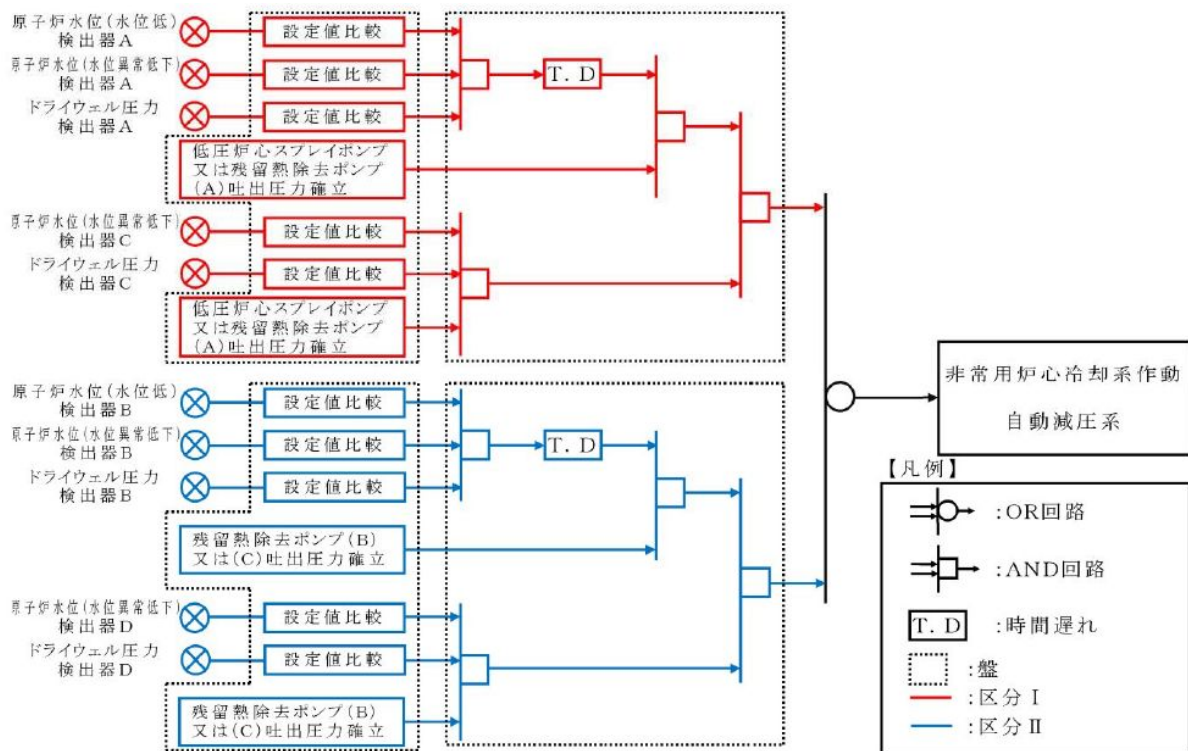 原子炉水位(水位低)
検出器A
設定値比較
原子炉水位(水位異常低下)
検出器A
設定値比較
T. D
ドライウェル圧力
検出器A
設定値比較
低圧炉心スプレイポンプ
又は残留熱除去ポンプ
(A)吐出圧力確立
原子炉水位(水位異常低下)
検出器C
設定値比較
ドライウェル圧力
検出器C
設定値比較
低圧炉心スプレイポンプ
又は残留熱除去ポンプ
(A)吐出圧力確立
原子炉水位(水位低)
検出器B
設定値比較
原子炉水位(水位異常低下)
検出器B
設定値比較
T. D
ドライウェル圧力
検出器B
設定値比較
残留熱除去ポンプ(B)
又は(C)吐出圧力確立
原子炉水位(水位異常低下)
検出器D
設定値比較
ドライウェル圧力
検出器D
設定値比較
残留熱除去ポンプ(B)
又は(C)吐出圧力確立
非常用炉心冷却系作動
自動減圧系
【凡例】
:OR回路
:AND回路
T. D :時間遅れ
:盤
:区分Ⅰ
:区分Ⅱ